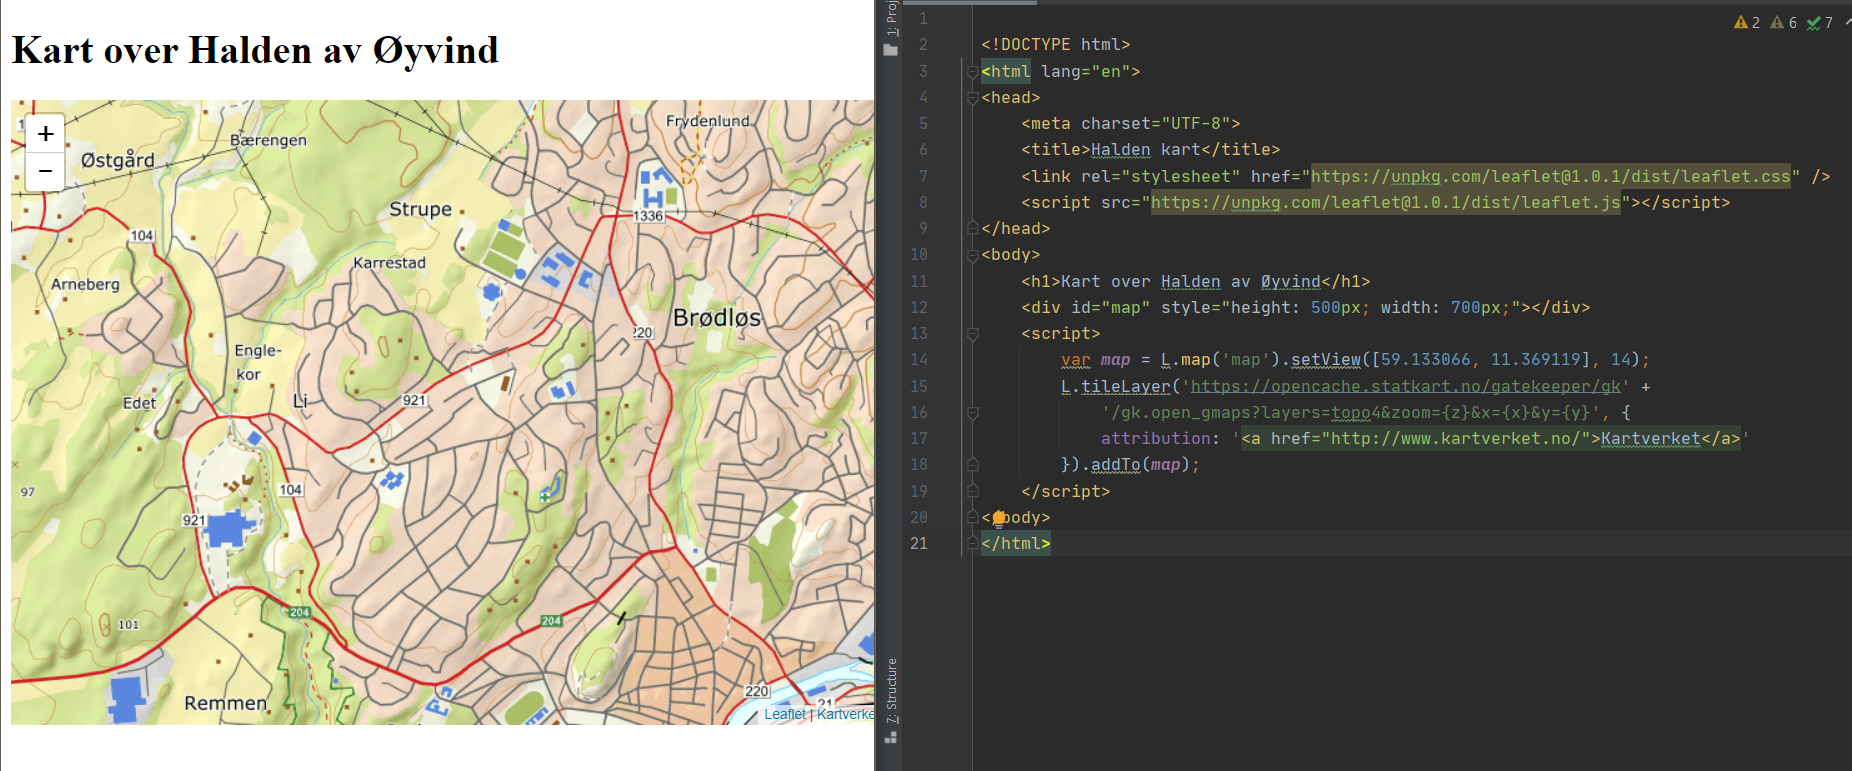 Kart over Halden av Øyvind
+
−
Frydenlund
Bærengen
Østgård
Strupe
1336
104
Karrestad
Arneberg
Brødløs
220
Engle-
kor
Edet
Li
921
97
104
921
204
204
101
Remmen
220
21
Leaflet | Kartverke
1: Proj
7: Structure
2 6 7
1
2 <!DOCTYPE html>
3 <html lang="en">
4 <head>
5 <meta charset="UTF-8">
6 <title>Halden kart</title>
7 <link rel="stylesheet" href="https://unpkg.com/leaflet@1.0.1/dist/leaflet.css" />
8 <script src="https://unpkg.com/leaflet@1.0.1/dist/leaflet.js"></script>
9 </head>
10 <body>
11 <h1>Kart over Halden av Øyvind</h1>
12 <div id="map" style="height: 500px; width: 700px;"></div>
13 <script>
14 var map = L.map('map').setView([59.133066, 11.369119], 14);
15 L.tileLayer('https://opencache.statkart.no/gatekeeper/gk' +
16 '/gk.open_gmaps?layers=topo4&zoom={z}&x={x}&y={y}', {
17 attribution: '<a href="http://www.kartverket.no/">Kartverket</a>'
18 }).addTo(map);
19 </script>
20 </body>
21 </html>